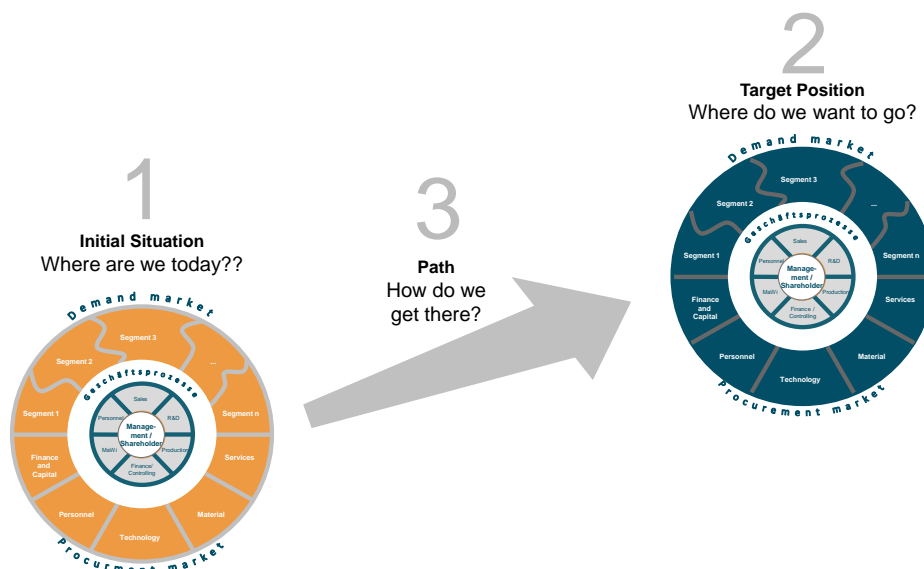 1
Initial Situation
Where are we today??
Demand market
Segment 1
Segment 2
Segment 3
...
Segment n
Geschäftsprozesse
Sales
Personnel
R&D
Manage-
ment /
Shareholder
MaWi
Production
Finance/
Controlling
Finance
and
Capital
Services
Personnel
Material
Technology
Procurment market
3
Path
How do we
get there?
2
Target Position
Where do we want to go?
Demand market
Segment 1
Segment 2
Segment 3
...
Segment n
Geschäftsprozesse
Sales
Personnel
R&D
Manage-
ment /
Shareholder
MaWi
Production
Finance /
Controlling
Finance
and
Capital
Services
Personnel
Material
Technology
Procurement market